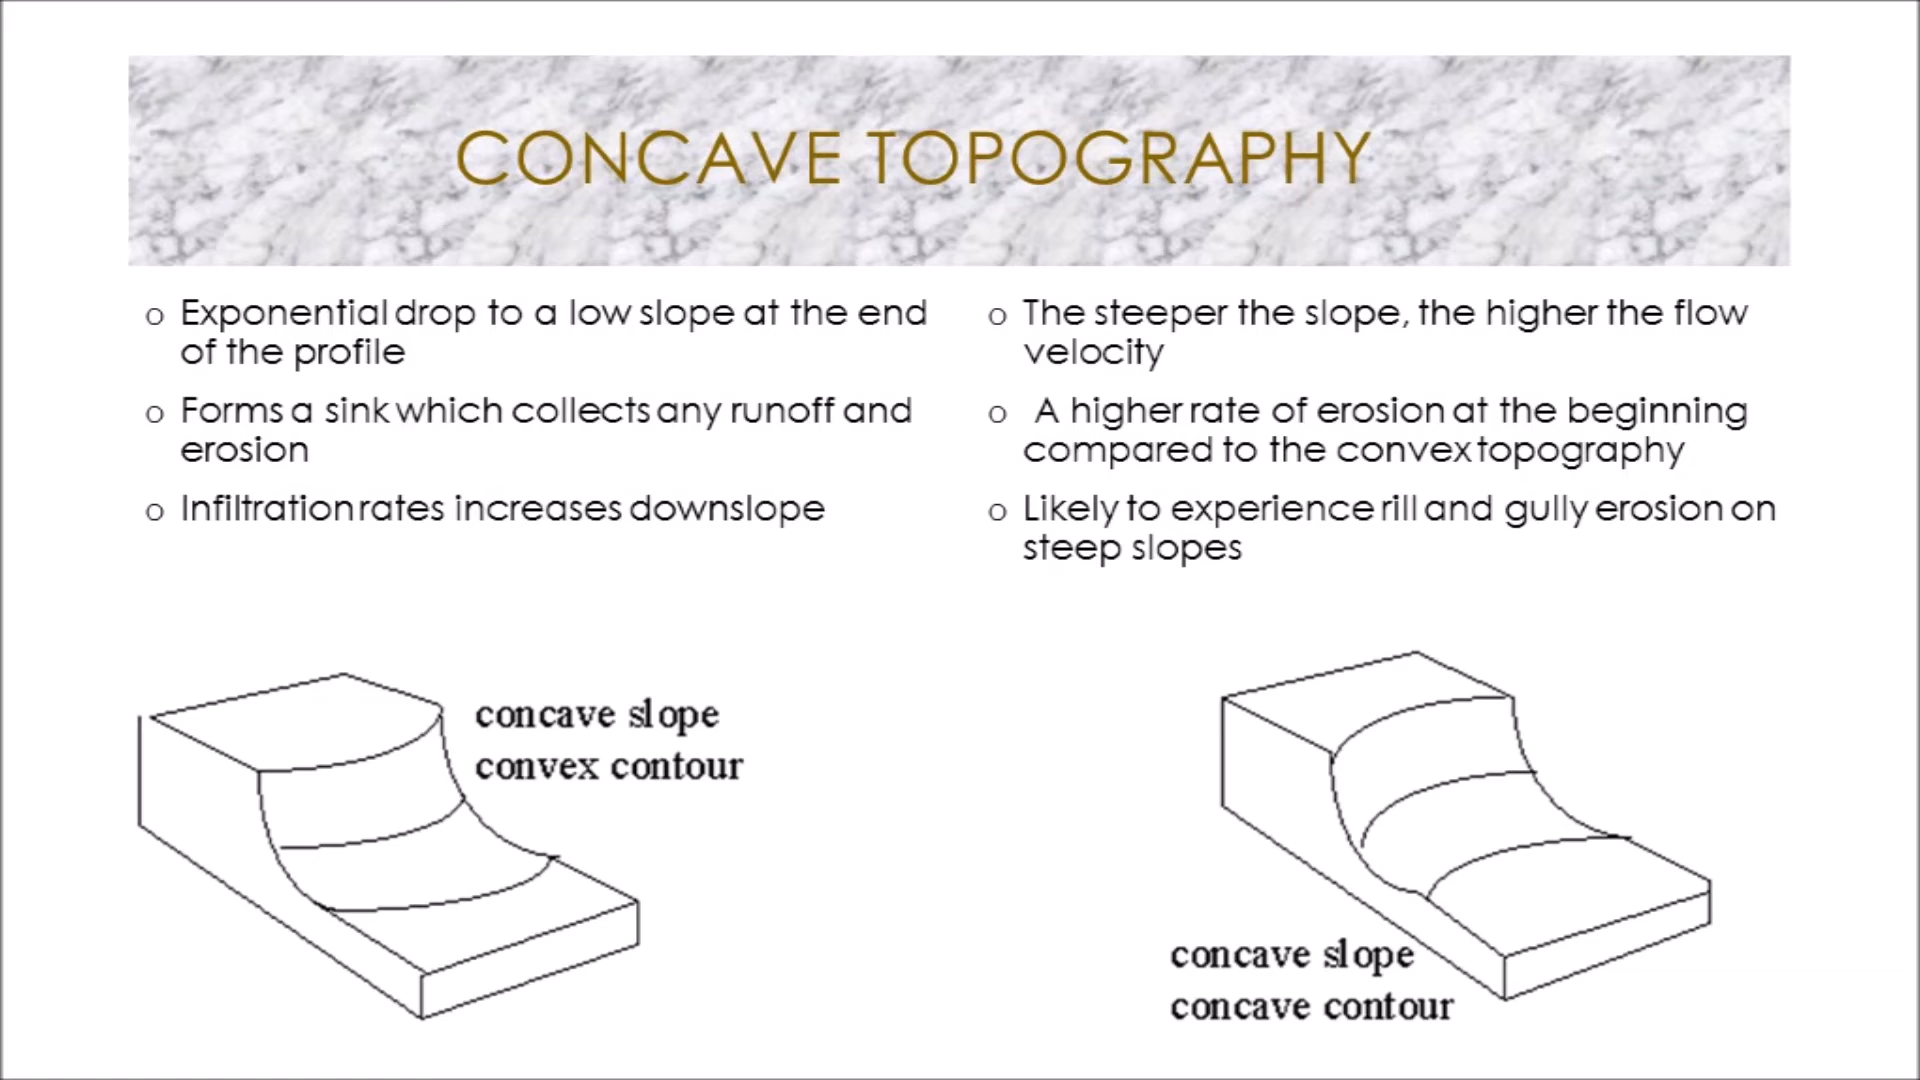 CONCAVE TOPOGRAPHY
o Exponential drop to a low slope at the end
of the profile
o Forms a sink which collects any runoff and
erosion
o Infiltration rates increases downslope
o The steeper the slope, the higher the flow
velocity
o A higher rate of erosion at the beginning
compared to the convex topography
o Likely to experience rill and gully erosion on
steep slopes
concave slope
convex contour
concave slope
concave contour